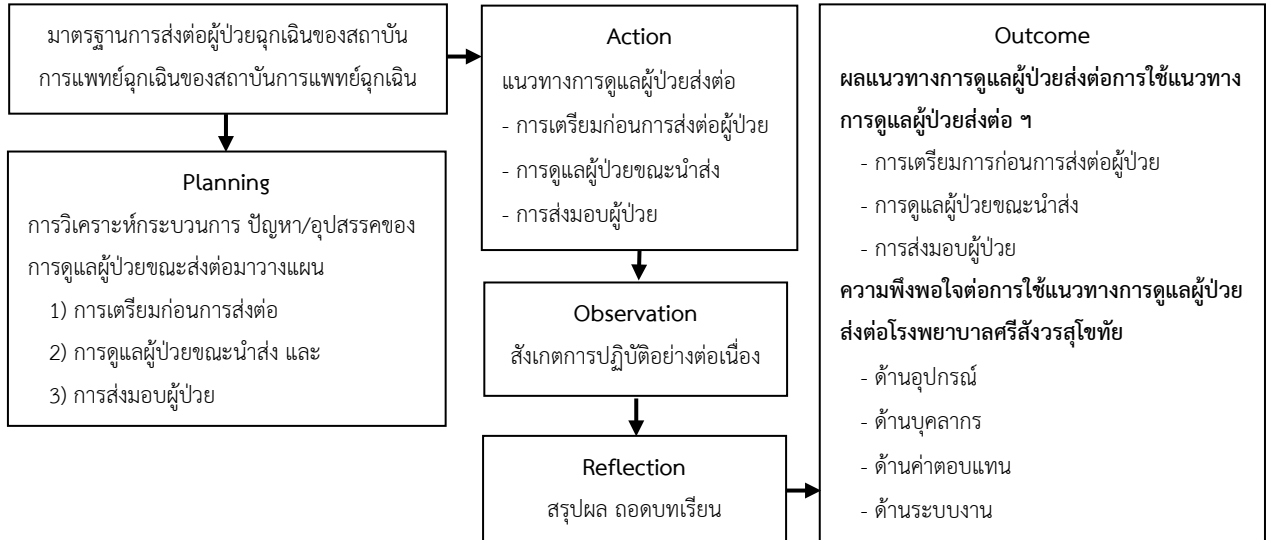 มาตรฐานการส่งต่อผู้ป่วยฉุกเฉินของสถาบัน
การแพทย์ฉุกเฉินของสถาบันการแพทย์ฉุกเฉิน
Planning
การวิเคราะห์กระบวนการ ปัญหา/อุปสรรคของ
การดูแลผู้ป่วยขณะส่งต่อมาวางแผน
1) การเตรียมก่อนการส่งต่อ
2) การดูแลผู้ป่วยขณะนำส่ง และ
3) การส่งมอบผู้ป่วย
Action
แนวทางการดูแลผู้ป่วยส่งต่อ
- การเตรียมก่อนการส่งต่อผู้ป่วย
- การดูแลผู้ป่วยขณะนำส่ง
- การส่งมอบผู้ป่วย
Observation
สังเกตการปฏิบัติอย่างต่อเนื่อง
Reflection
สรุปผล ถอดบทเรียน
Outcome
ผลแนวทางการดูแลผู้ป่วยส่งต่อการใช้แนวทาง
การดูแลผู้ป่วยส่งต่อ ฯ
- การเตรียมการก่อนการส่งต่อผู้ป่วย
- การดูแลผู้ป่วยขณะนำส่ง
- การส่งมอบผู้ป่วย
ความพึงพอใจต่อการใช้แนวทางการดูแลผู้ป่วย
ส่งต่อโรงพยาบาลศรีสังวรสุโขทัย
- ด้านอุปกรณ์
- ด้านบุคลากร
- ด้านค่าตอบแทน
- ด้านระบบงาน